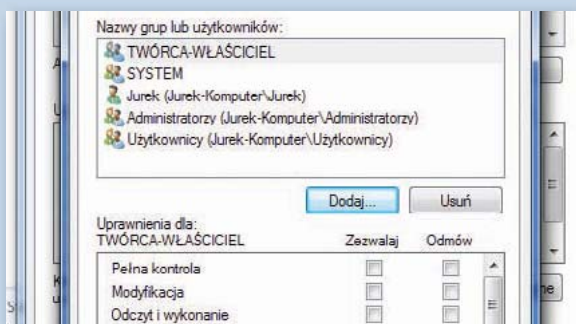 Nazwy grup lub użytkowników:
TWÓRCA-WŁAŚCICIEL
SYSTEM
Jurek (Jurek-Komputer\Jurek)
Administratorzy (Jurek-Komputer\Administratorzy)
Użytkownicy (Jurek-Komputer\Użytkownicy)
Dodaj... Usuń
Uprawnienia dla:
TWÓRCA-WŁAŚCICIEL Zezwalaj Odmów
Pełna kontrola
Modyfikacja
Odczyt i wykonanie